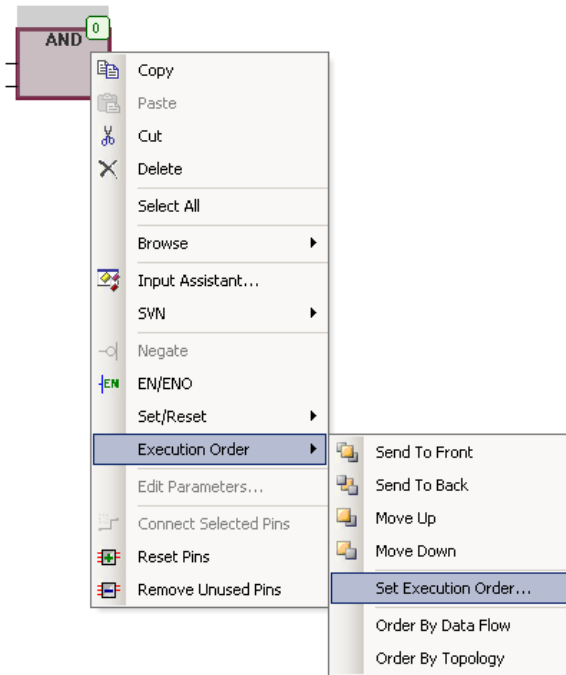 0
AND
Copy
Paste
Cut
Delete
Select All
Browse
Input Assistant...
SVN
Negate
EN
EN/ENO
Set/Reset
Execution Order
Edit Parameters...
Connect Selected Pins
Reset Pins
Remove Unused Pins
Send To Front
Send To Back
Move Up
Move Down
Set Execution Order...
Order By Data Flow
Order By Topology